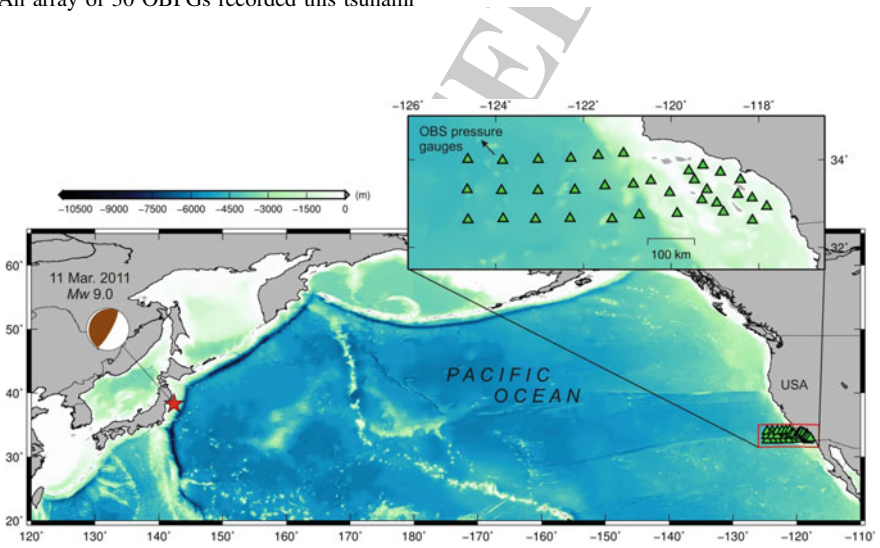 An array of 30 OBPGs recorded this tsunami
−126° −124° −122° −120° −118°
OBS pressure
gauges
34°
32°
100 km
(m)
−10500 −9000 −7500 −6000 −4500 −3000 −1500 0
11 Mar. 2011
Mw 9.0
60°
50°
40°
30°
20°
PACIFIC
OCEAN
USA
120° 130° 140° 150° 160° 170° 180° −170° −160° −150° −140° −130° −120° −110°